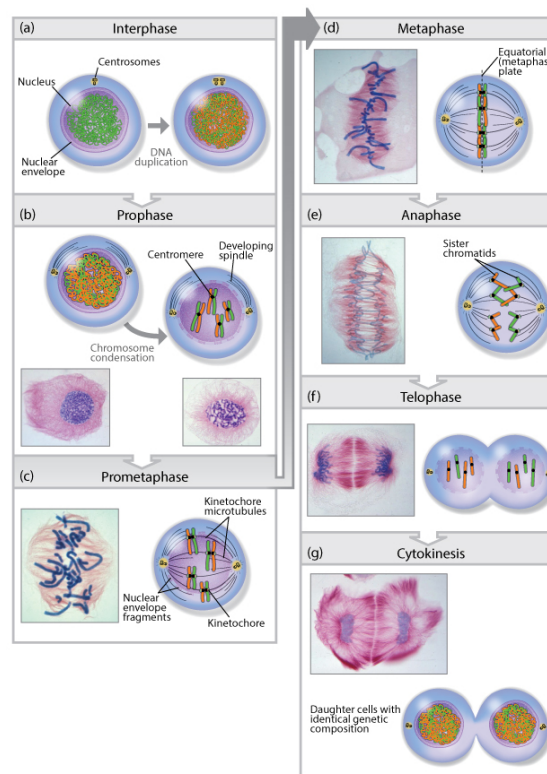 (a) Interphase
Centrosomes
Nucleus
Nuclear
envelope
DNA
duplication
(b) Prophase
Centromere
Developing
spindle
Chromosome
condensation
(c) Prometaphase
Kinetochore
microtubules
Nuclear
envelope
fragments
Kinetochore
(d) Metaphase
Equatorial
(metaphas
plate
(e) Anaphase
Sister
chromatids
(f) Telophase
(g) Cytokinesis
Daughter cells with
identical genetic
composition